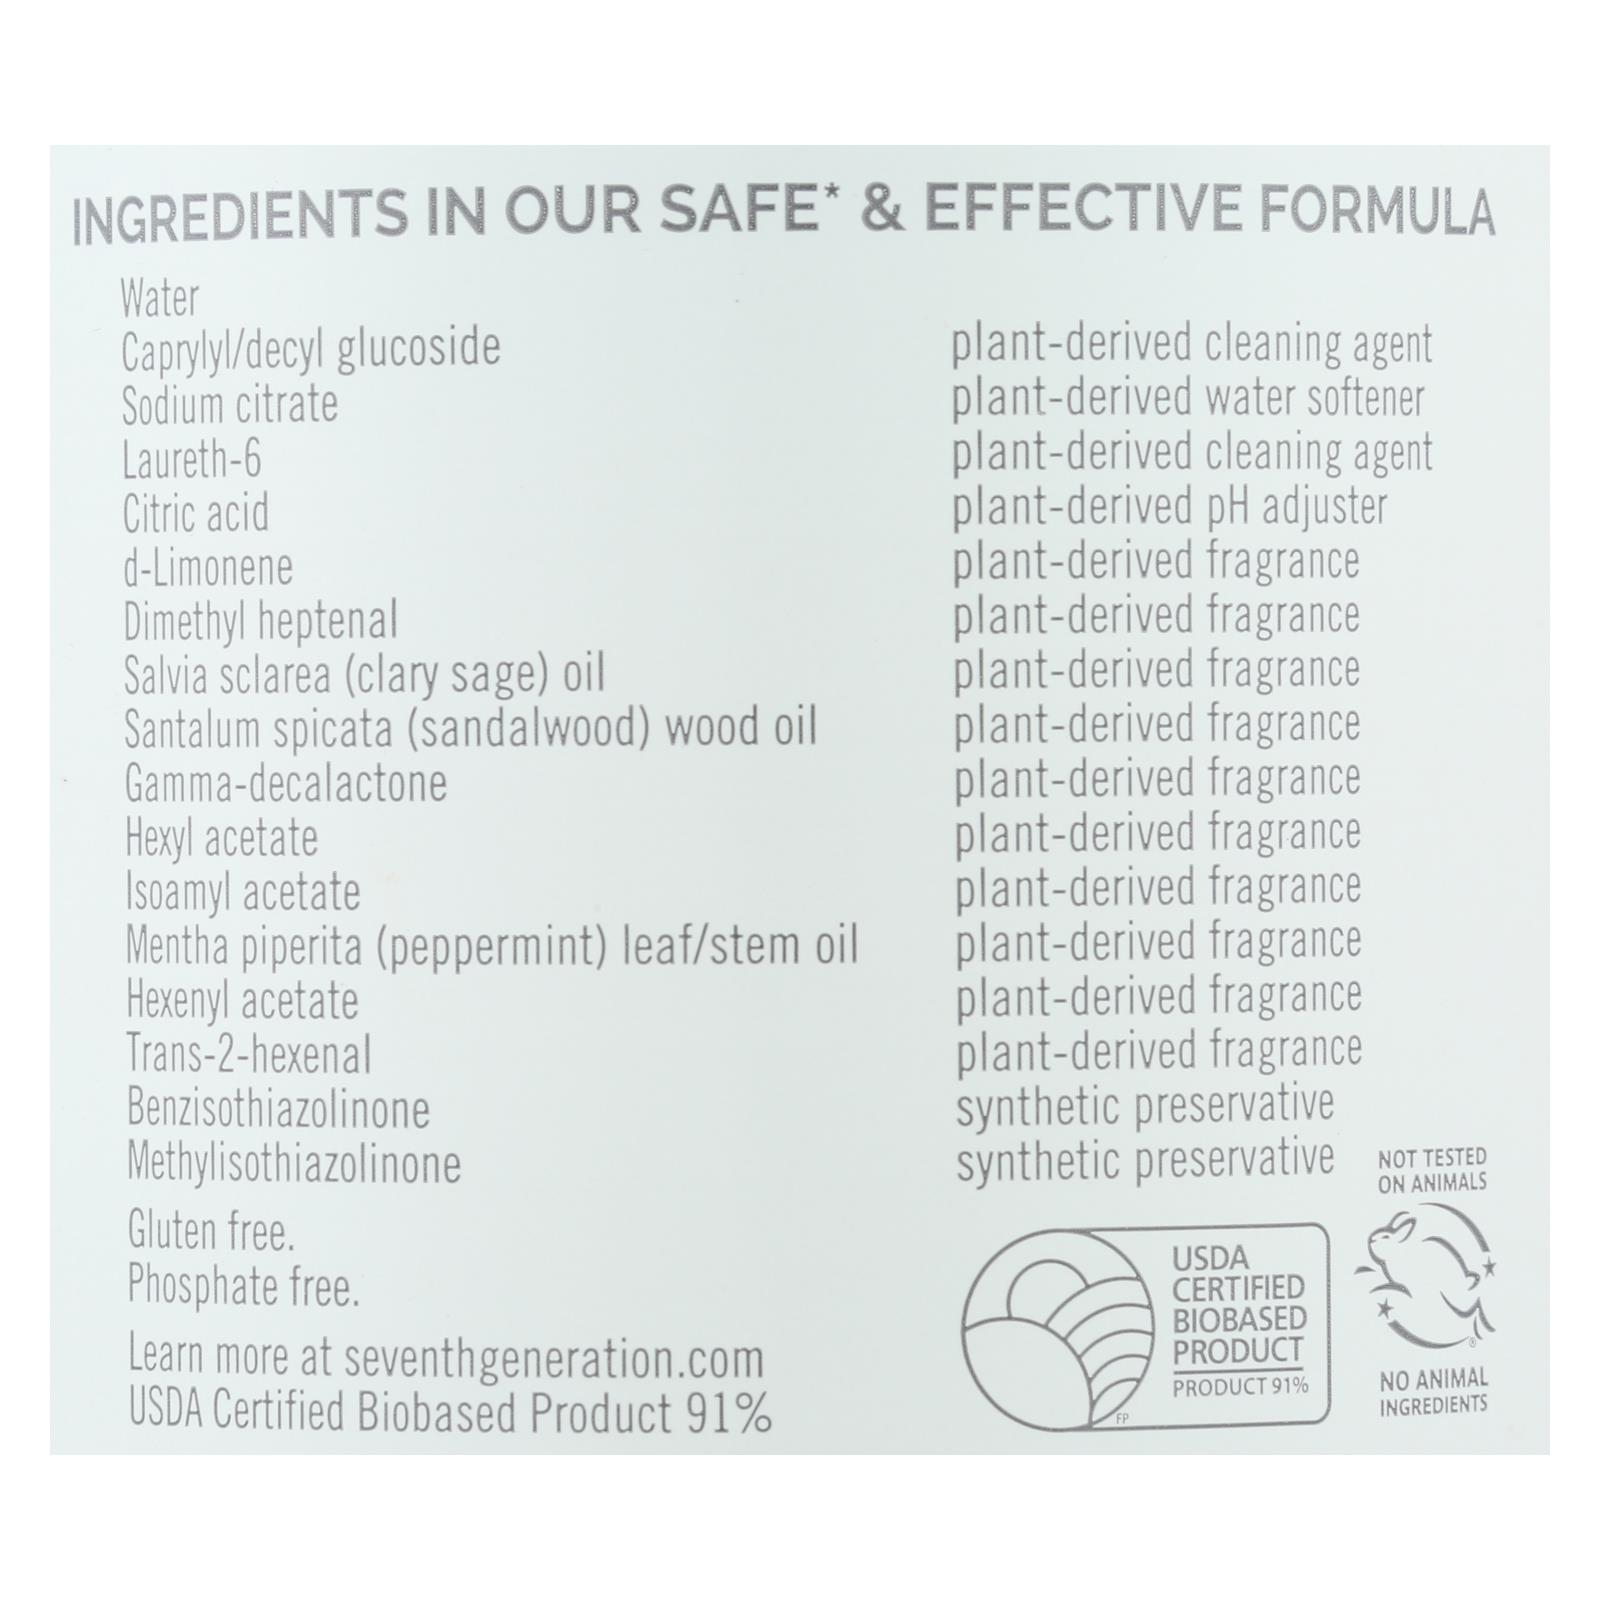 INGREDIENTS IN OUR SAFE* & EFFECTIVE FORMULA
Water
Caprylyl/decyl glucoside plant-derived cleaning agent
Sodium citrate plant-derived water softener
Laureth-6 plant-derived cleaning agent
Citric acid plant-derived pH adjuster
d-Limonene plant-derived fragrance
Dimethyl heptenal plant-derived fragrance
Salvia sclarea (clary sage) oil plant-derived fragrance
Santalum spicata (sandalwood) wood oil plant-derived fragrance
Gamma-decalactone plant-derived fragrance
Hexyl acetate plant-derived fragrance
Isoamyl acetate plant-derived fragrance
Mentha piperita (peppermint) leaf/stem oil plant-derived fragrance
Hexenyl acetate plant-derived fragrance
Trans-2-hexenal plant-derived fragrance
Benzisothiazolinone synthetic preservative
Methylisothiazolinone synthetic preservative
Gluten free.
Phosphate free.
Learn more at seventhgeneration.com
USDA Certified Biobased Product 91%
USDA
CERTIFIED
BIOBASED
PRODUCT
PRODUCT 91%
FP
NOT TESTED
ON ANIMALS
®
NO ANIMAL
INGREDIENTS